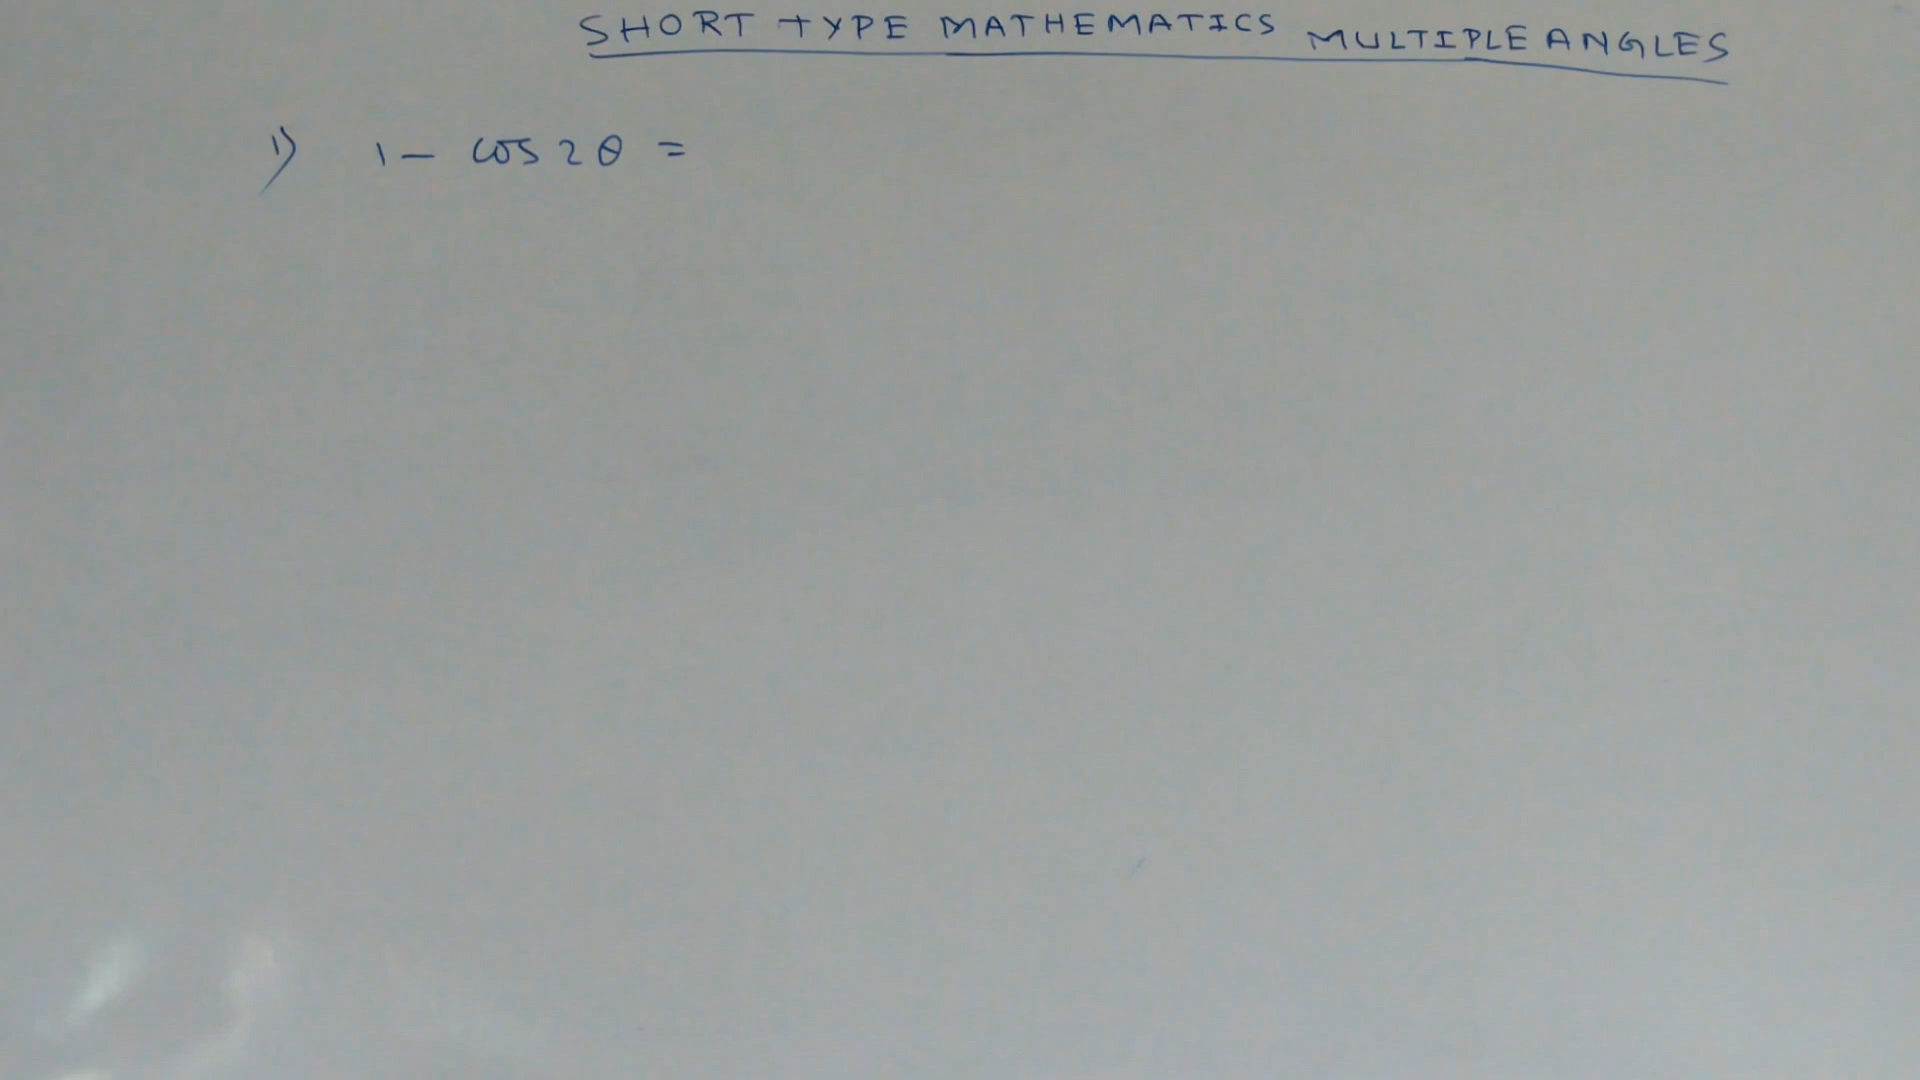 SHORT TYPE MATHEMATICS MULTIPLE ANGLES
1) 1 - cos 2θ =